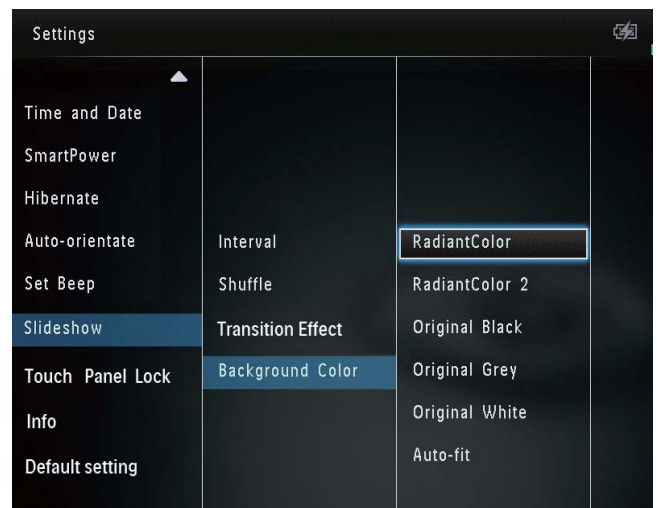 Settings
Time and Date
SmartPower
Hibernate
Auto-orientate
Set Beep
Slideshow
Touch Panel Lock
Info
Default setting
Interval
Shuffle
Transition Effect
Background Color
RadiantColor
RadiantColor 2
Original Black
Original Grey
Original White
Auto-fit